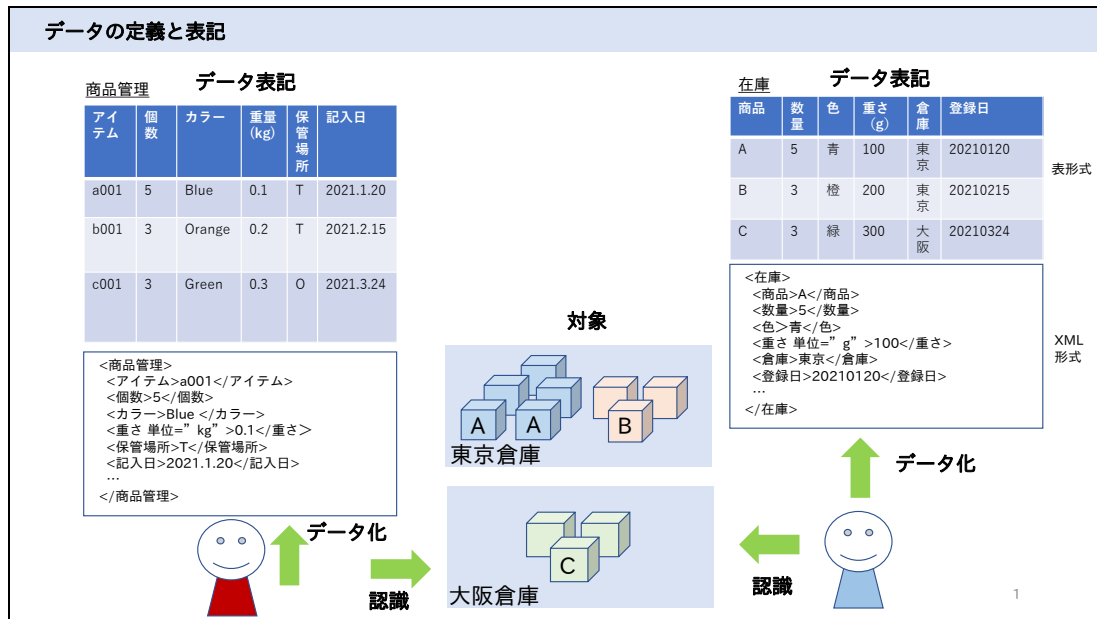 データの定義と表記
商品管理
データ表記
アイテム 個数 カラー 重量(kg) 保管場所 記入日
a001 5 Blue 0.1 T 2021.1.20
b001 3 Orange 0.2 T 2021.2.15
c001 3 Green 0.3 O 2021.3.24
<商品管理>
<アイテム>a001</アイテム>
<個数>5</個数>
<カラー>Blue </カラー>
<重さ 単位=”kg”>0.1</重さ＞
<保管場所>T</保管場所>
<記入日>2021.1.20</記入日>
…
</商品管理>
データ化
認識
対象
A A B
東京倉庫
C
大阪倉庫
在庫
データ表記
商品 数量 色 重さ(g) 倉庫 登録日
A 5 青 100 東京 20210120
B 3 橙 200 東京 20210215
C 3 緑 300 大阪 20210324
表形式
<在庫>
<商品>A</商品>
<数量>5</数量>
<色＞青</色>
<重さ 単位=”g”>100</重さ>
<倉庫>東京</倉庫>
<登録日>20210120</登録日>
…
</在庫>
XML
形式
データ化
認識
1